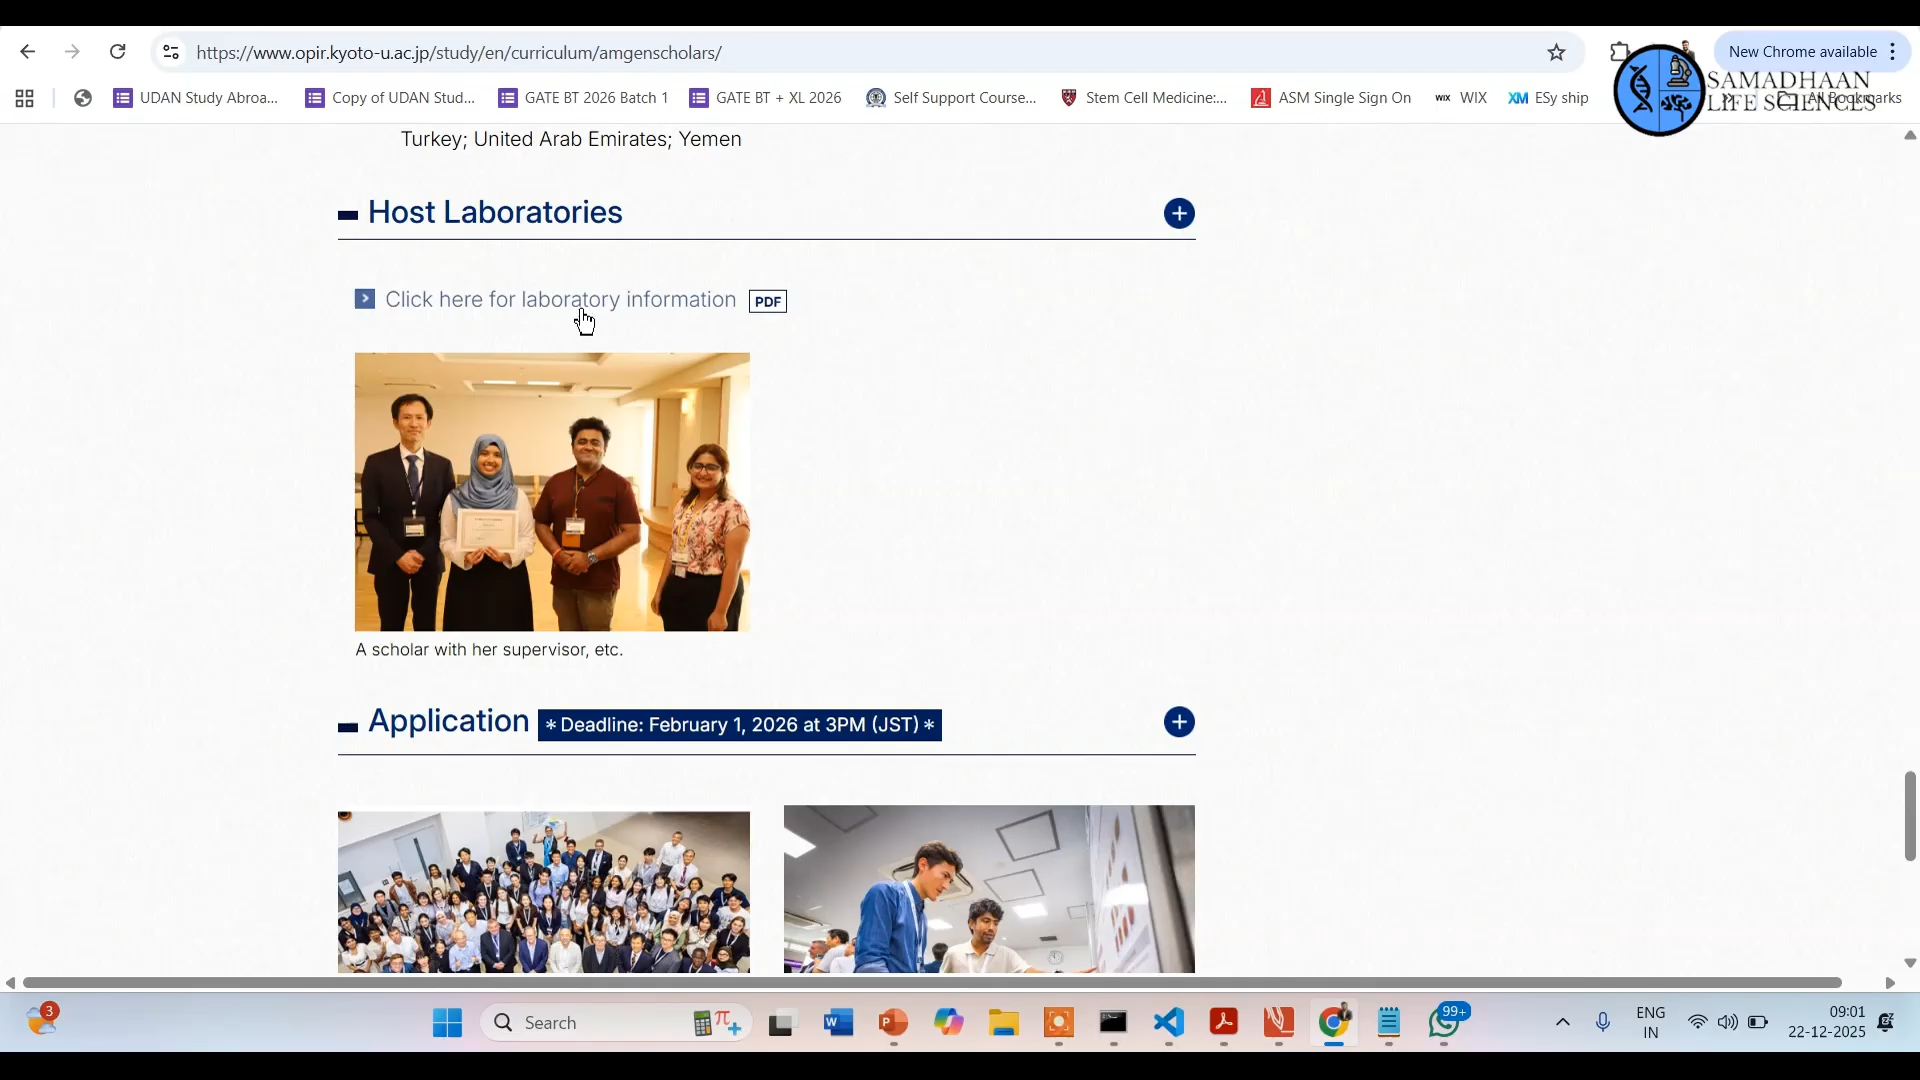 https://www.opir.kyoto-u.ac.jp/study/en/curriculum/amgenscholars/
New Chrome available
UDAN Study Abroa...
Copy of UDAN Stud...
GATE BT 2026 Batch 1
GATE BT + XL 2026
Self Support Course...
Stem Cell Medicine:...
ASM Single Sign On
WIX WIX
XM ESy ship
All Bookmarks
SAMADHAAN
LIFE SCIENCES
Turkey; United Arab Emirates; Yemen
Host Laboratories
Click here for laboratory information PDF
A scholar with her supervisor, etc.
Application * Deadline: February 1, 2026 at 3PM (JST) *
3
Search
99+
ENG
IN
09:01
22-12-2025